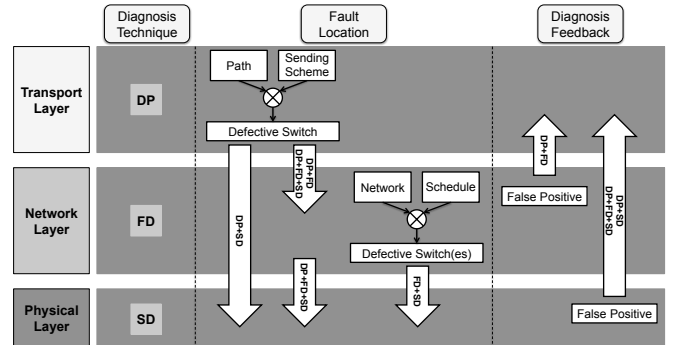 Diagnosis
Technique
Fault
Location
Diagnosis
Feedback
Transport
Layer
DP
Path
Sending
Scheme
Defective Switch
DP+SD
DP+FD
DP+FD+SD
DP+FD
Network
Layer
FD
Network
Schedule
Defective Switch(es)
DP+FD+SD
FD+SD
False Positive
DP+SD
DP+FD+SD
Physical
Layer
SD
False Positive